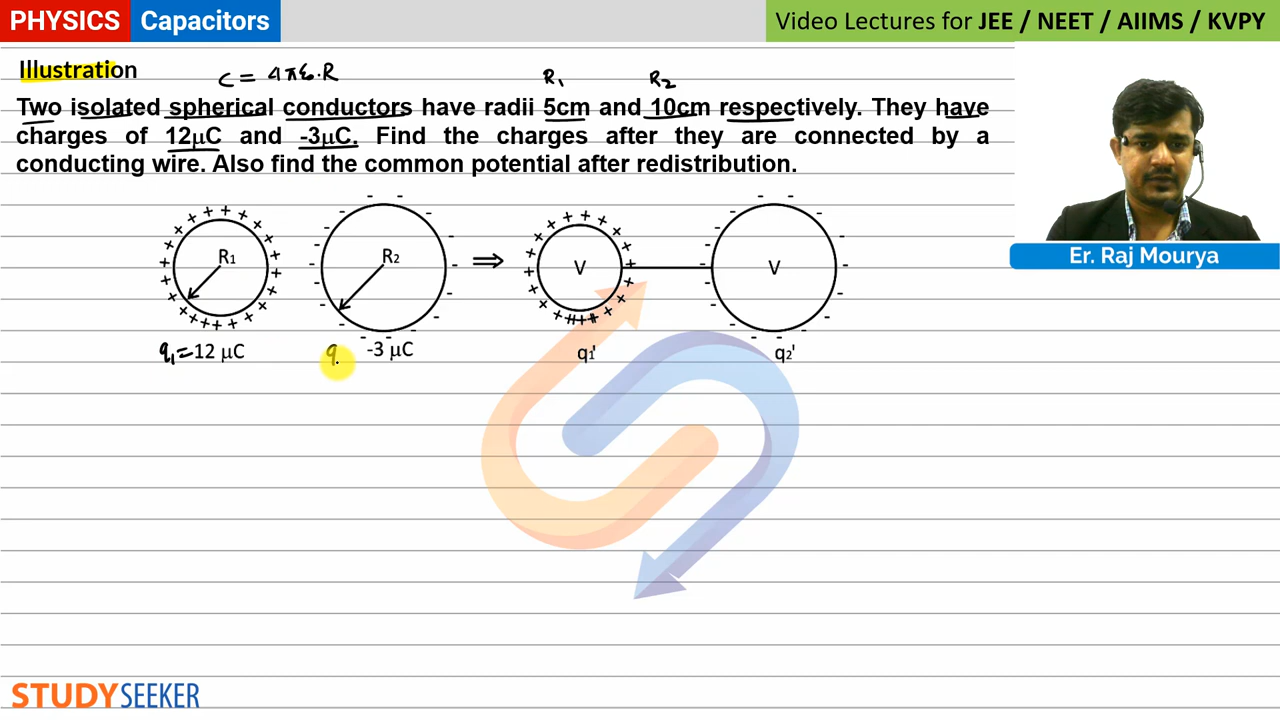 PHYSICS Capacitors Video Lectures for JEE / NEET / AIIMS / KVPY
Illustration C = 4πε₀R R₁ R₂
Two isolated spherical conductors have radii 5cm and 10cm respectively. They have
charges of 12μC and -3μC. Find the charges after they are connected by a
conducting wire. Also find the common potential after redistribution.
R₁ R₂ ⇒ V V
q₁=12 μC q -3 μC q₁' q₂'
Er. Raj Mourya
STUDYSEEKER